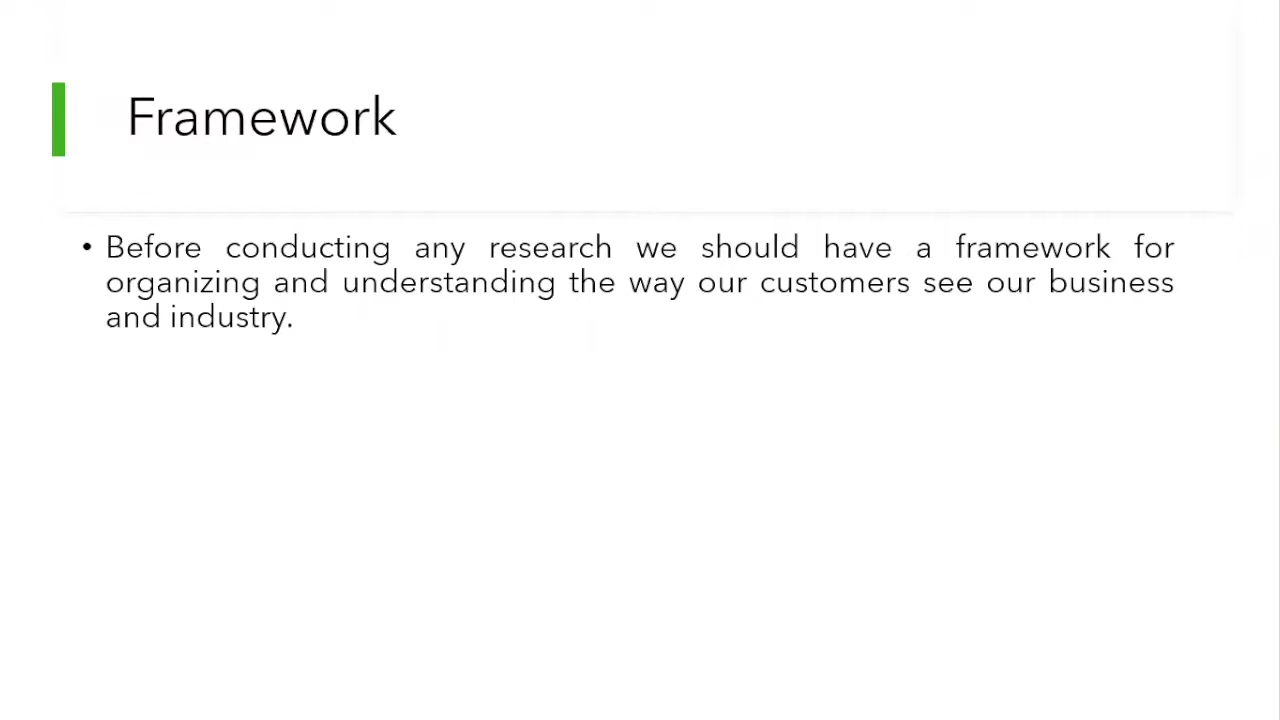 Framework
• Before conducting any research we should have a framework for
organizing and understanding the way our customers see our business
and industry.